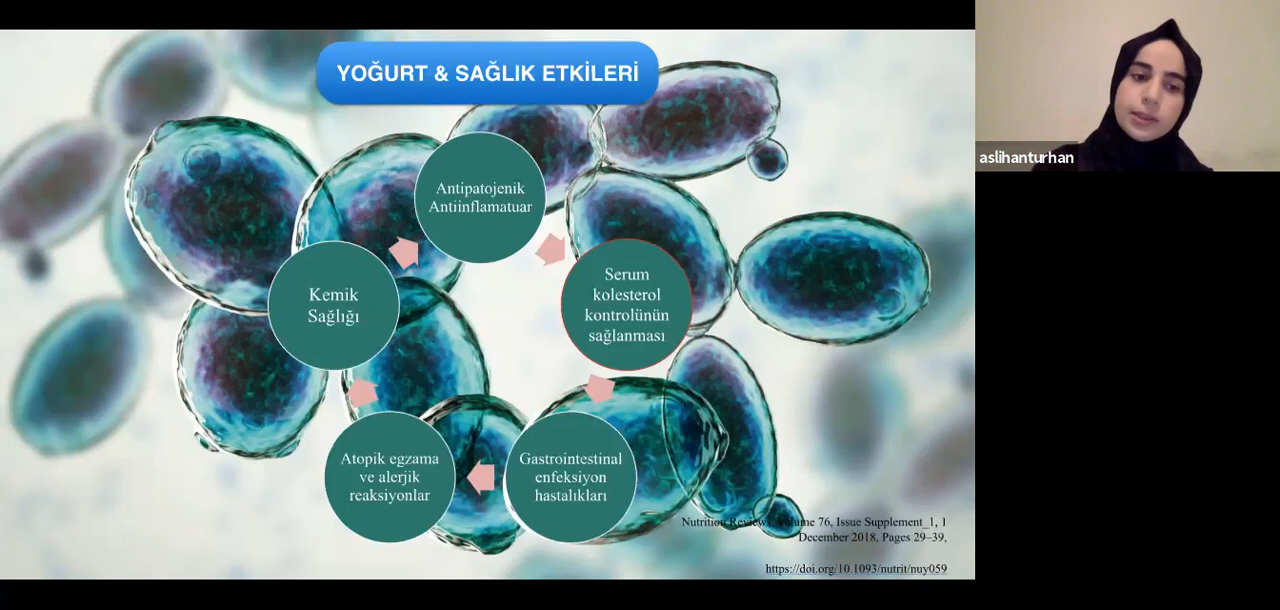 YOĞURT & SAĞLIK ETKİLERİ
Antipatojenik
Antiinflamatuar
Serum
kolesterol
kontrolünün
sağlanması
Gastrointestinal
enfeksiyon
hastalıkları
Atopik egzama
ve alerjik
reaksiyonlar
Kemik
Sağlığı
Nutrition Reviews, Volume 76, Issue Supplement_1, 1
December 2018, Pages 29–39,
https://doi.org/10.1093/nutrit/nuy059
aslihanturhan